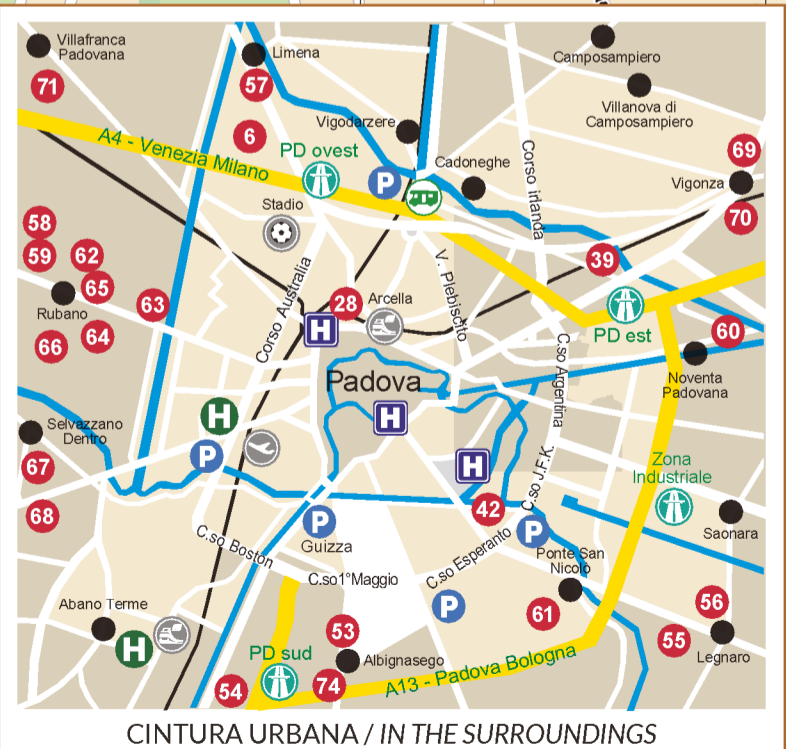 Villafranca
Padovana
71
Limena
57
6
Vigodarzere
Camposampiero
Villanova di
Camposampiero
69
Vigonza
70
A4 - Venezia Milano
PD ovest
P
Cadoneghe
Corso irlanda
Stadio
58
59
62
65
Rubano
63
66
64
39
V. Plebiscito
Corso Australia
28
Arcella
H
PD est
60
Noventa
Padovana
C.so Argentina
Padova
H
H
H
Selvazzano
Dentro
67
68
P
Zona
Industriale
Saonara
C.so J.F.K.
42
P
Guizza
P
C.so Boston
C.so1°Maggio
C.so Esperanto
P
Ponte San
Nicolò
61
56
55
Legnaro
Abano Terme
H
53
Albignasego
PD sud
54
74
A13 - Padova Bologna
CINTURA URBANA / IN THE SURROUNDINGS